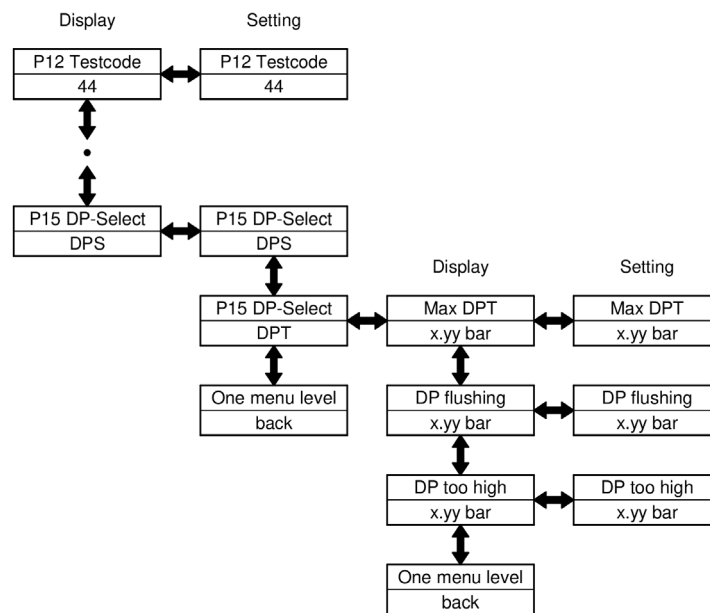 Display
Setting
P12 Testcode
44
P12 Testcode
44
P15 DP-Select
DPS
P15 DP-Select
DPS
Display
Setting
P15 DP-Select
DPT
Max DPT
x.yy bar
Max DPT
x.yy bar
One menu level
back
DP flushing
x.yy bar
DP flushing
x.yy bar
DP too high
x.yy bar
DP too high
x.yy bar
One menu level
back